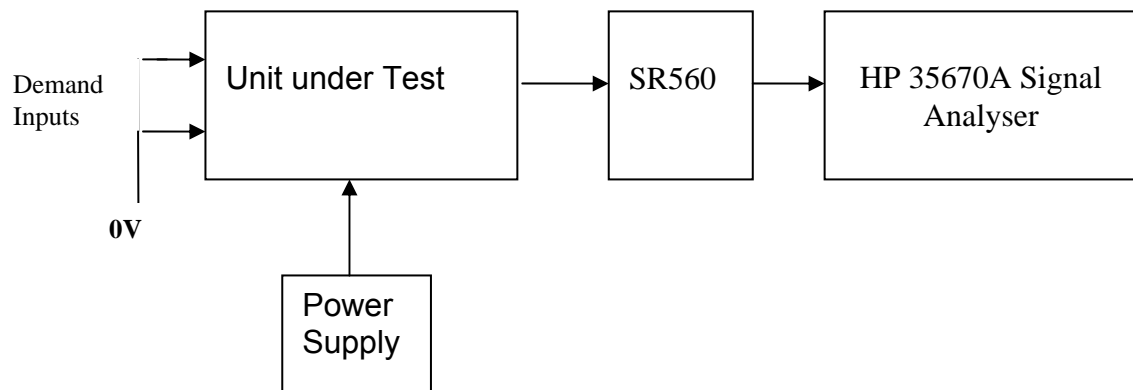 Demand
Inputs
0V
Unit under Test
SR560
HP 35670A Signal
Analyser
Power
Supply